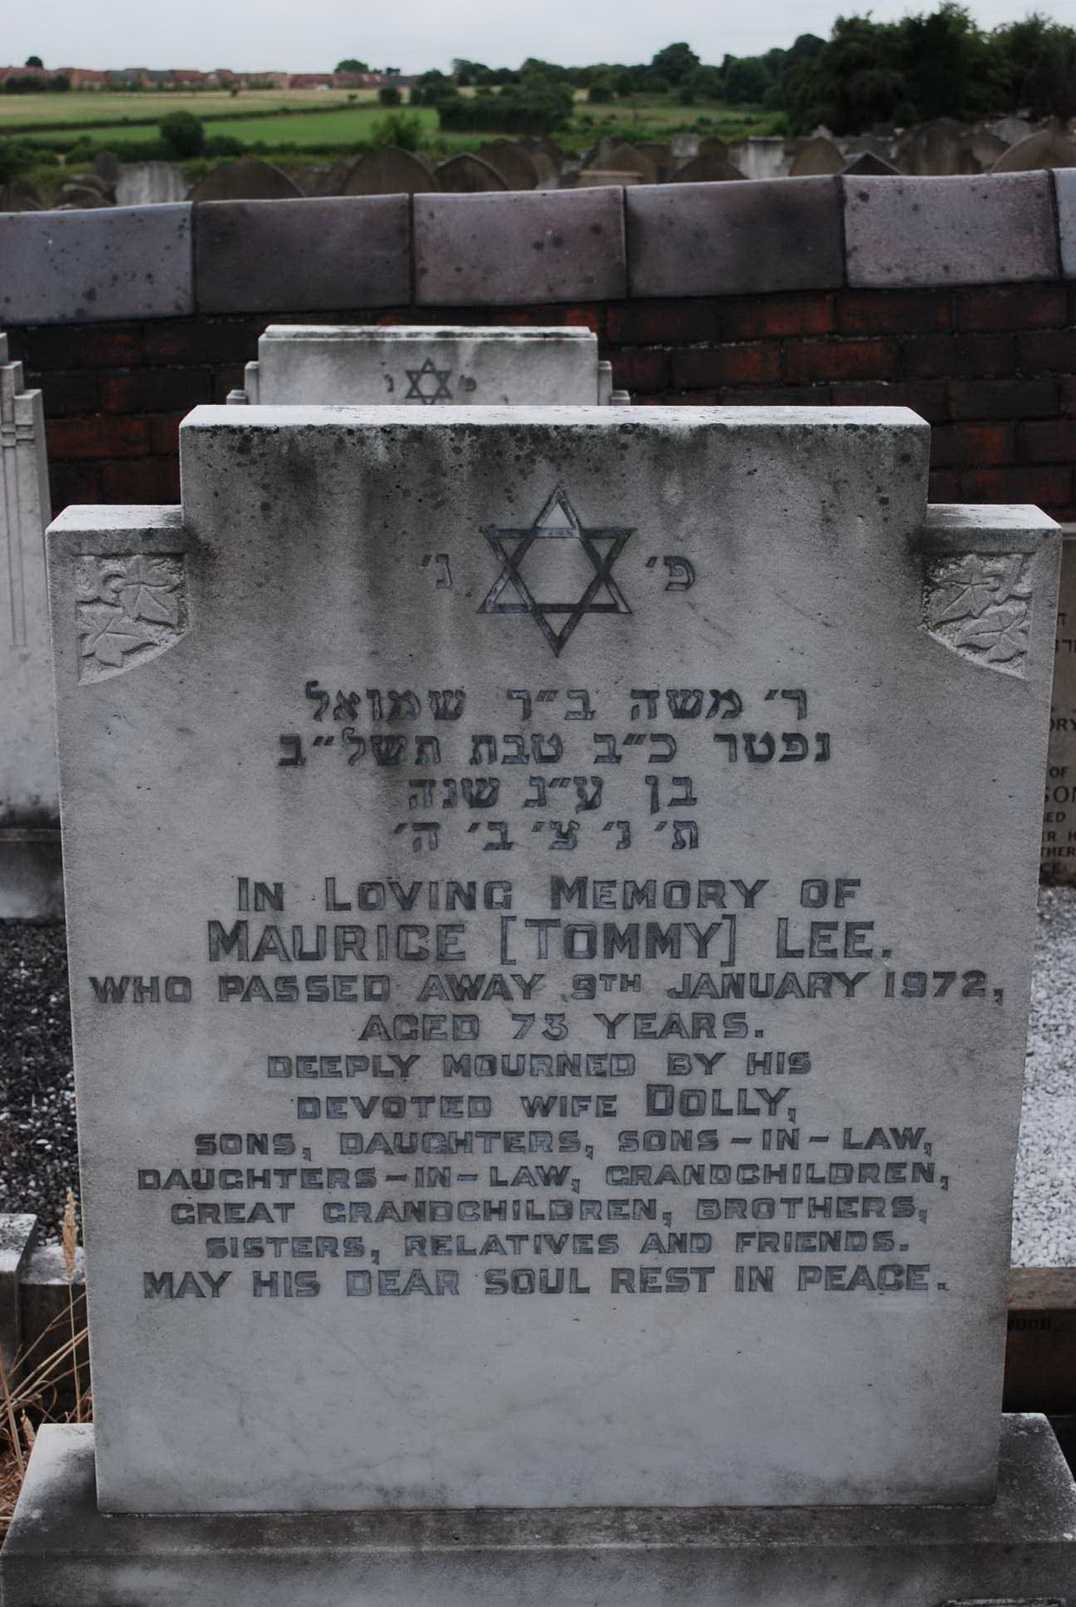 פ׳ נ׳
ר׳ משה ב״ר שמואל
נפטר כ״ב טבת תשל״ב
בן ע״ג שנה
ת׳ נ׳ צ׳ ב׳ ה׳
IN LOVING MEMORY OF
MAURICE [TOMMY] LEE.
WHO PASSED AWAY 9TH JANUARY 1972,
AGED 73 YEARS.
DEEPLY MOURNED BY HIS
DEVOTED WIFE DOLLY,
SONS, DAUGHTERS, SONS-IN-LAW,
DAUGHTERS-IN-LAW, GRANDCHILDREN,
GREAT GRANDCHILDREN, BROTHERS,
SISTERS, RELATIVES AND FRIENDS.
MAY HIS DEAR SOUL REST IN PEACE.
פ׳ נ׳